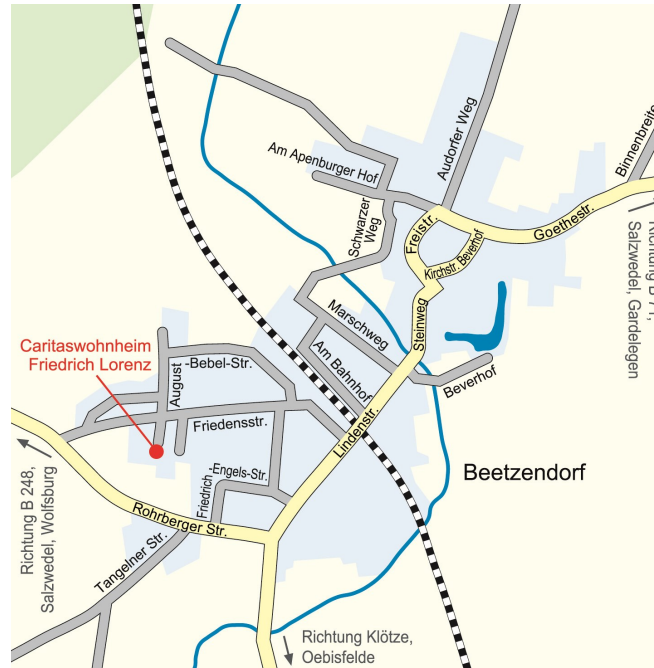 Audorfer Weg
Binnenbreite
Am Apenburger Hof
Schwarzer
Weg
Freistr.
Goethestr.
Kirchstr.
Beverhof
Richtung B 71,
Salzwedel, Gardelegen
Steinweg
Marschweg
Caritaswohnheim
Friedrich Lorenz
August
-Bebel-Str.
Am Bahnhof
Beverhof
Friedensstr.
Lindenstr.
Richtung B 248,
Salzwedel, Wolfsburg
Friedrich
-Engels-Str.
Beetzendorf
Rohrberger Str.
Tangelner Str.
Richtung Klötze,
Oebisfelde